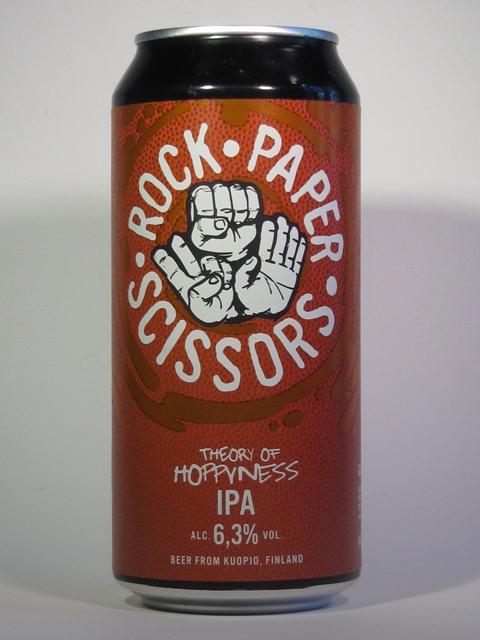 ROCK • PAPER • SCISSORS •
THEORY OF
HOPPYNESS
IPA
ALC. 6,3% VOL.
BEER FROM KUOPIO, FINLAND